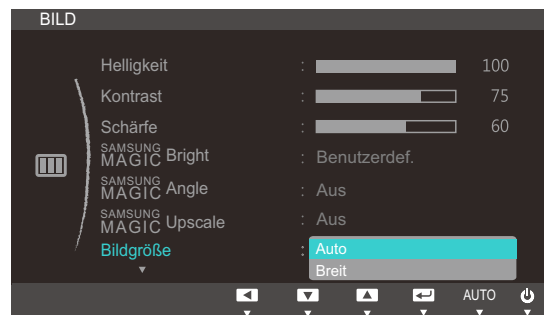 BILD
Helligkeit : 100
Kontrast : 75
Schärfe : 60
SAMSUNG MAGIC Bright : Benutzerdef.
SAMSUNG MAGIC Angle : Aus
SAMSUNG MAGIC Upscale : Aus
Bildgröße : Auto
Breit
AUTO